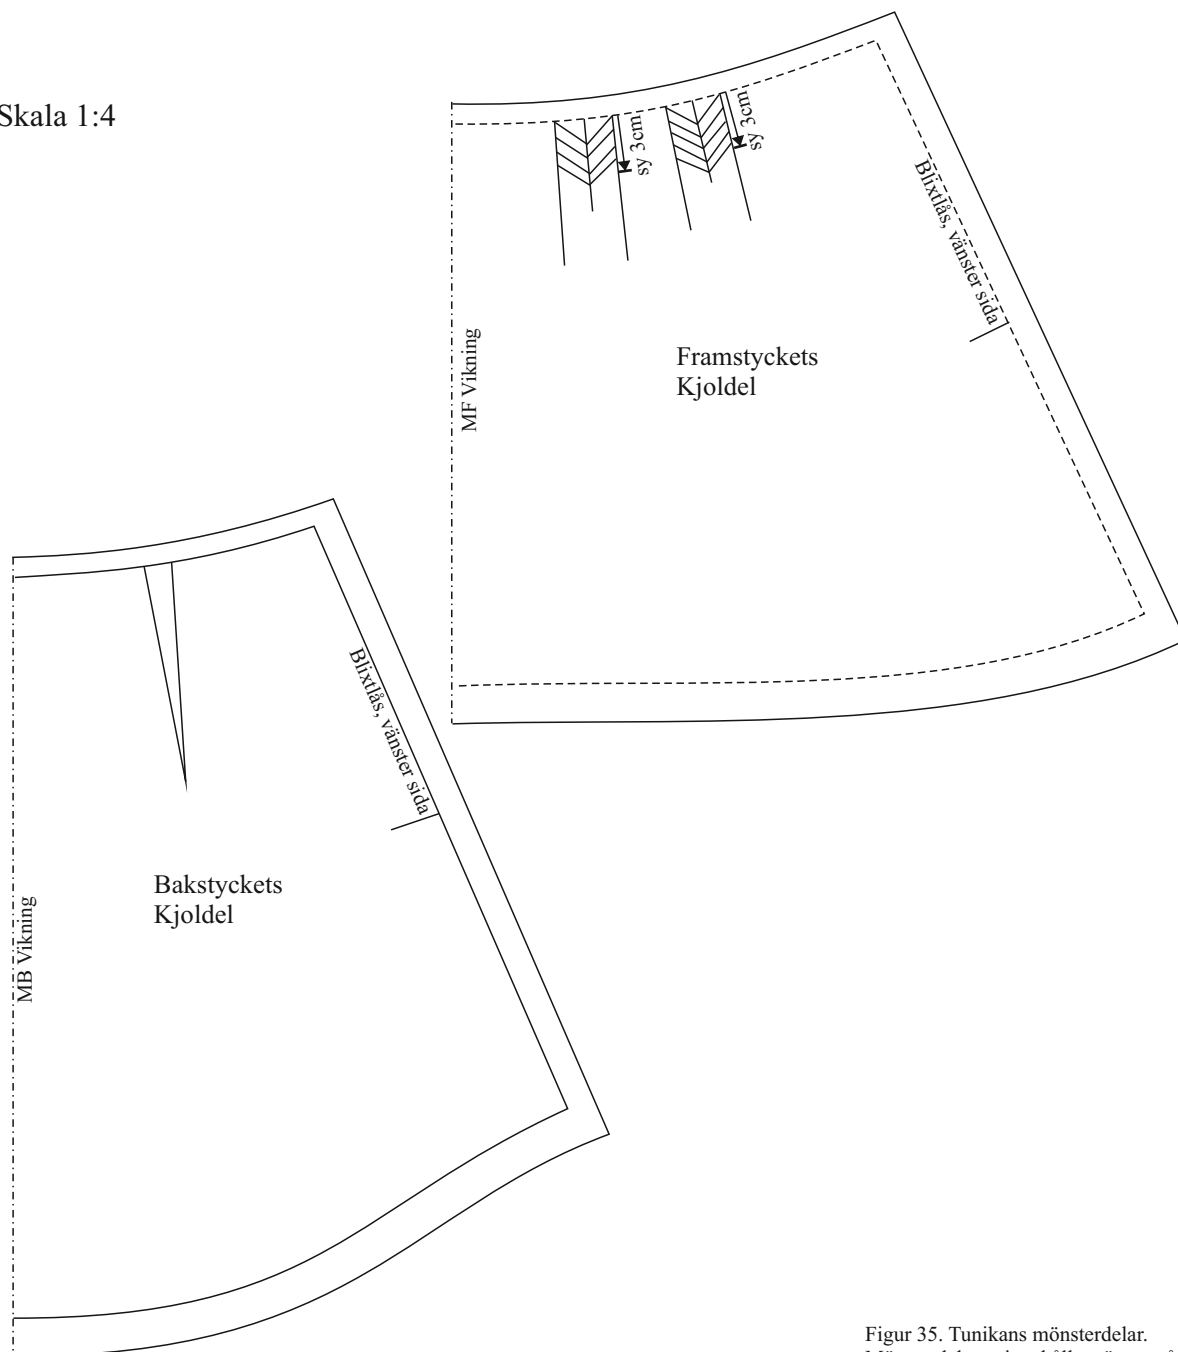 Skala 1:4
sy 3cm
sy 3cm
Blixtlås, vänster sida
MF Vikning
Framstyckets
Kjoldel
Blixtlås, vänster sida
Bakstyckets
Kjoldel
MB Vikning
Figur 35. Tunikans mönsterdelar.